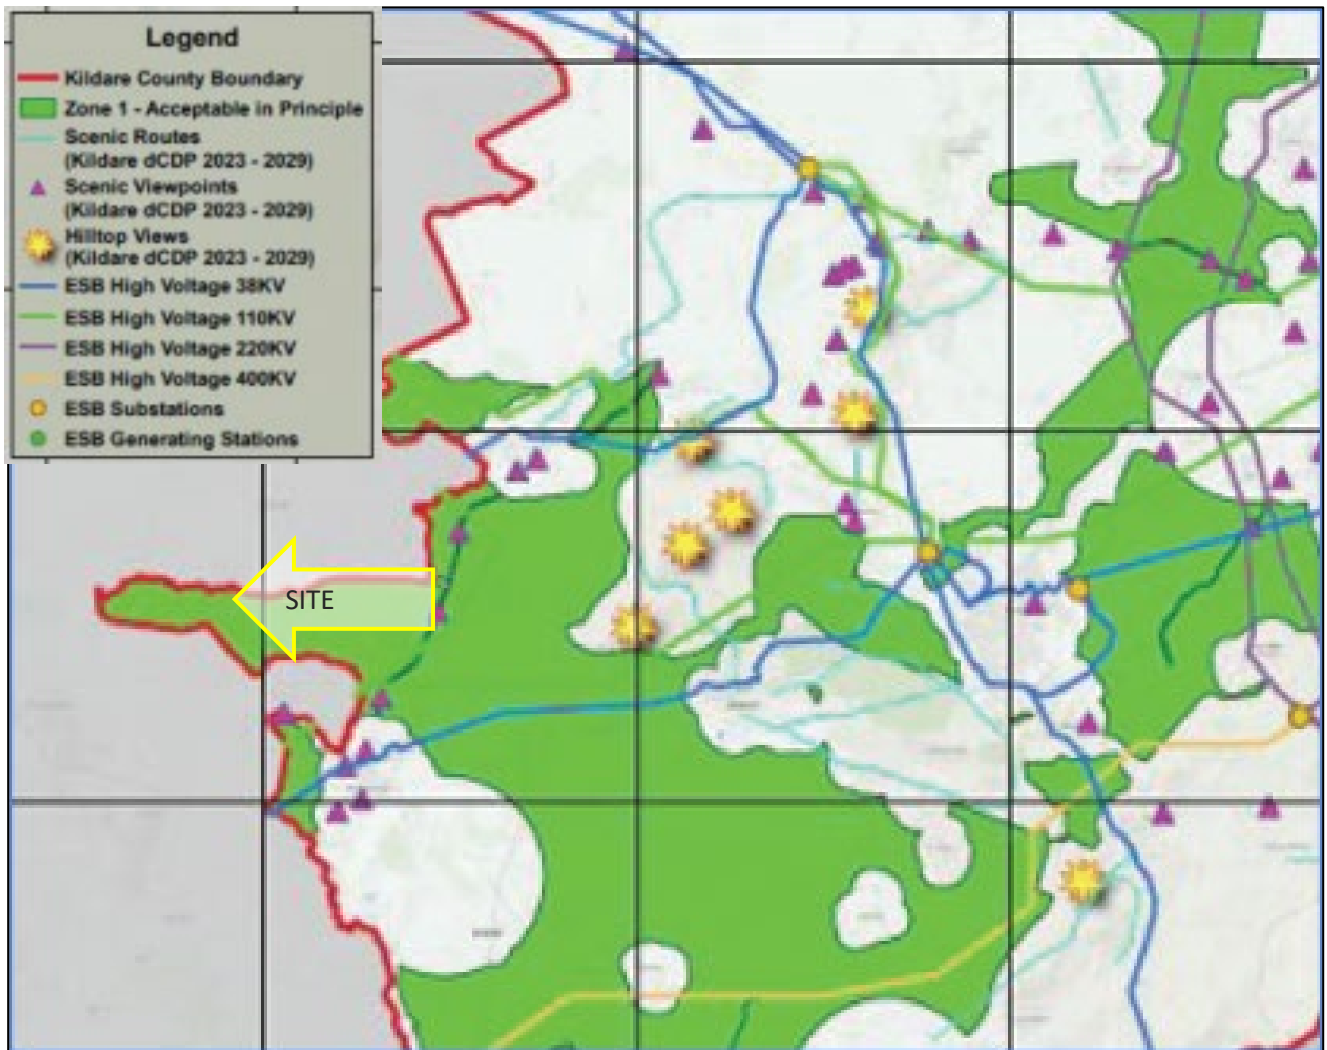 Legend
Kildare County Boundary
Zone 1 - Acceptable in Principle
Scenic Routes
(Kildare dCDP 2023 - 2029)
Scenic Viewpoints
(Kildare dCDP 2023 - 2029)
Hilltop Views
(Kildare dCDP 2023 - 2029)
ESB High Voltage 38KV
ESB High Voltage 110KV
ESB High Voltage 220KV
ESB High Voltage 400KV
ESB Substations
ESB Generating Stations
SITE